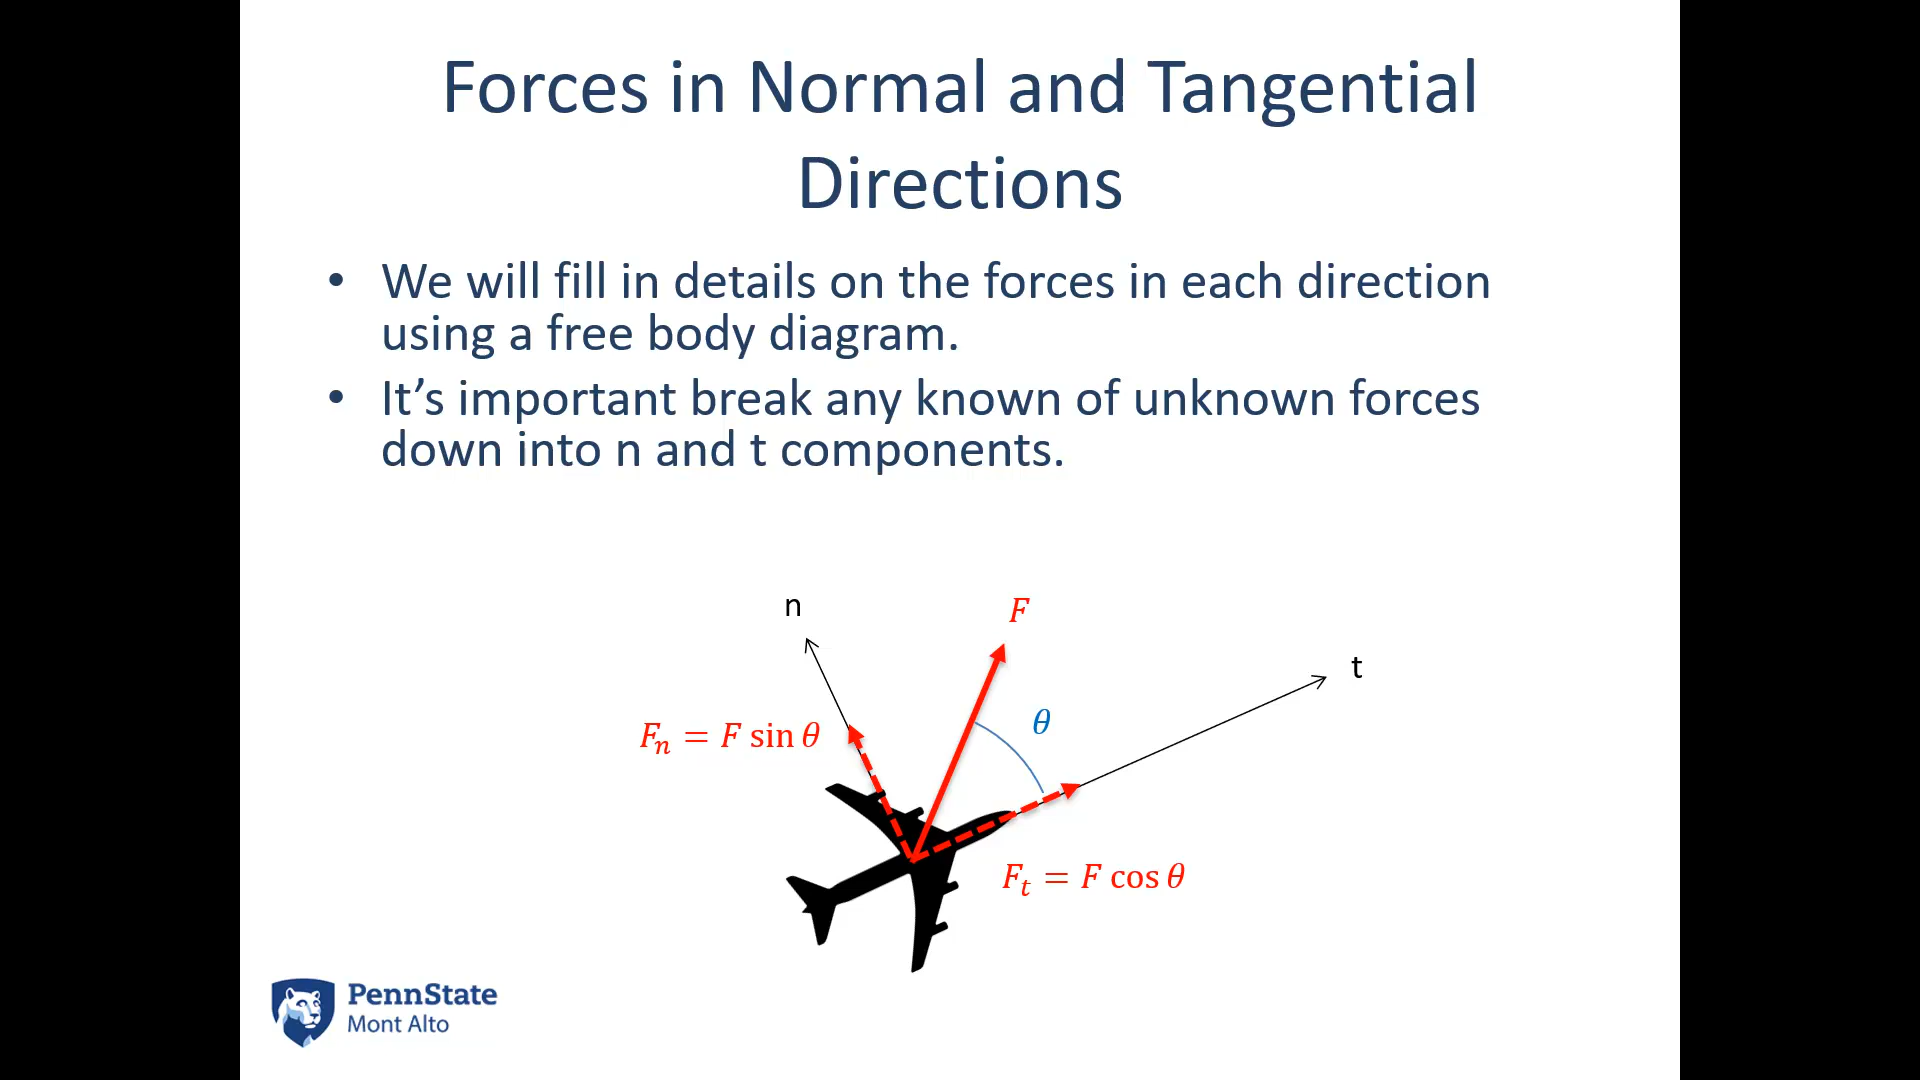 Forces in Normal and Tangential
Directions
• We will fill in details on the forces in each direction
using a free body diagram.
• It’s important break any known of unknown forces
down into n and t components.
n
F
t
θ
Fₙ = F sin θ
Fₜ = F cos θ
PennState
Mont Alto